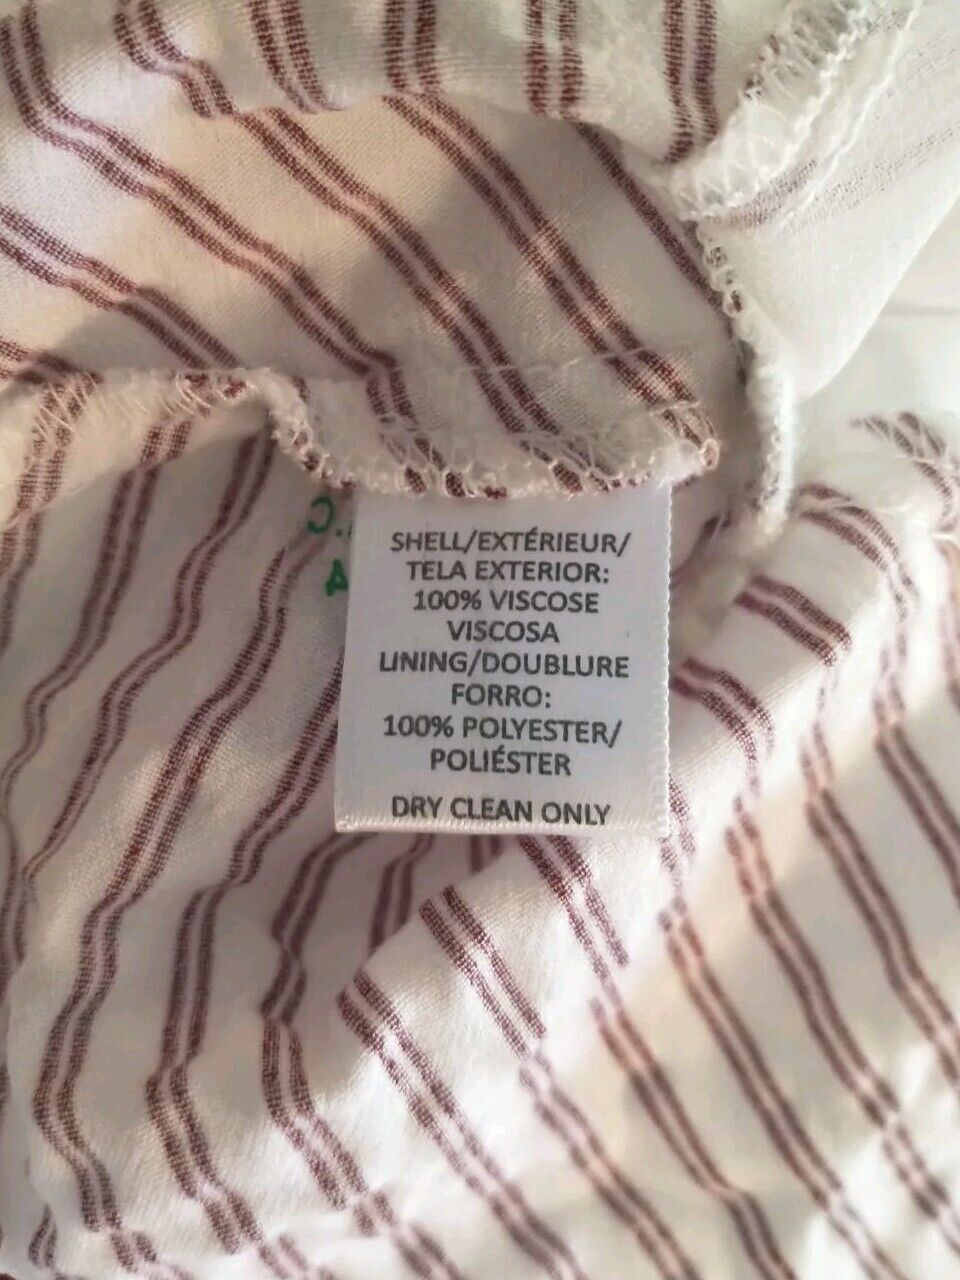 SHELL/EXTÉRIEUR/
TELA EXTERIOR:
100% VISCOSE
VISCOSA
LINING/DOUBLURE
FORRO:
100% POLYESTER/
POLIÉSTER
DRY CLEAN ONLY